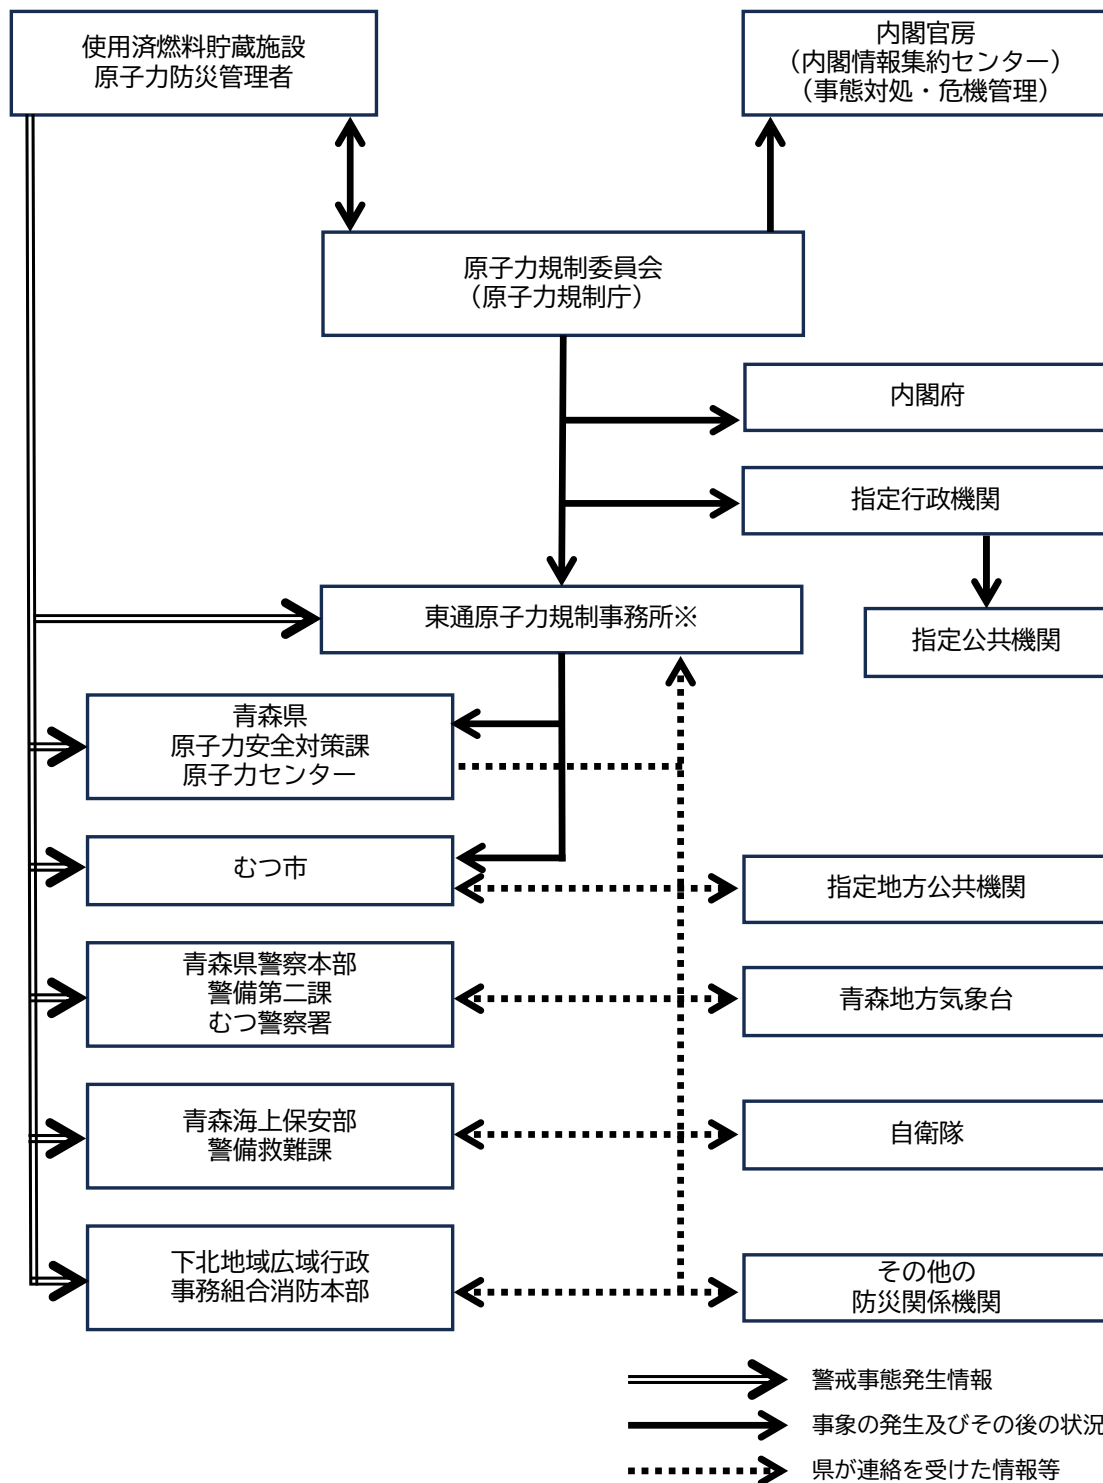 使用済燃料貯蔵施設
原子力防災管理者
内閣官房
（内閣情報集約センター）
（事態対処・危機管理）
原子力規制委員会
（原子力規制庁）
内閣府
指定行政機関
東通原子力規制事務所※
指定公共機関
青森県
原子力安全対策課
原子力センター
むつ市
指定地方公共機関
青森県警察本部
警備第二課
むつ警察署
青森地方気象台
青森海上保安部
警備救難課
自衛隊
下北地域広域行政
事務組合消防本部
その他の
防災関係機関
警戒事態発生情報
事象の発生及びその後の状況
県が連絡を受けた情報等